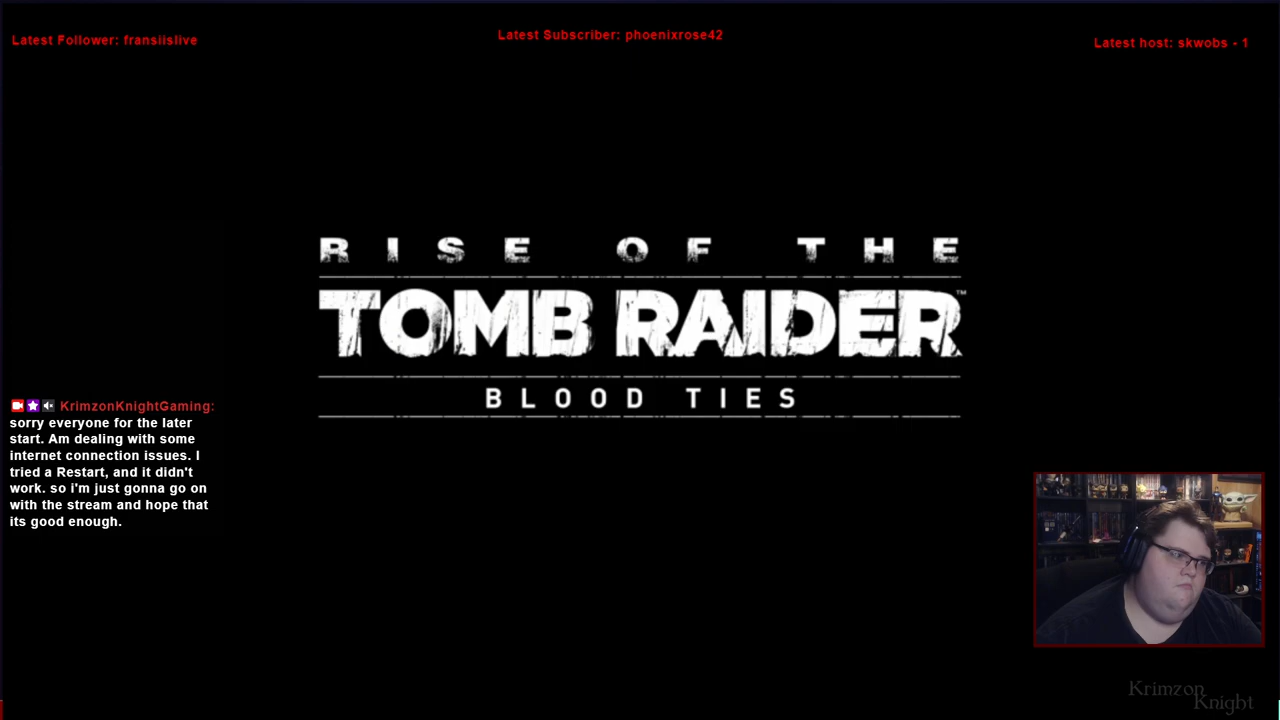 Latest Follower: fransiislive
Latest Subscriber: phoenixrose42
Latest host: skwobs - 1
RISE OF THE
TOMB RAIDER™
BLOOD TIES
KrimzonKnightGaming:
sorry everyone for the later
start. Am dealing with some
internet connection issues. I
tried a Restart, and it didn't
work. so i'm just gonna go on
with the stream and hope that
its good enough.
Krimzon
Knight